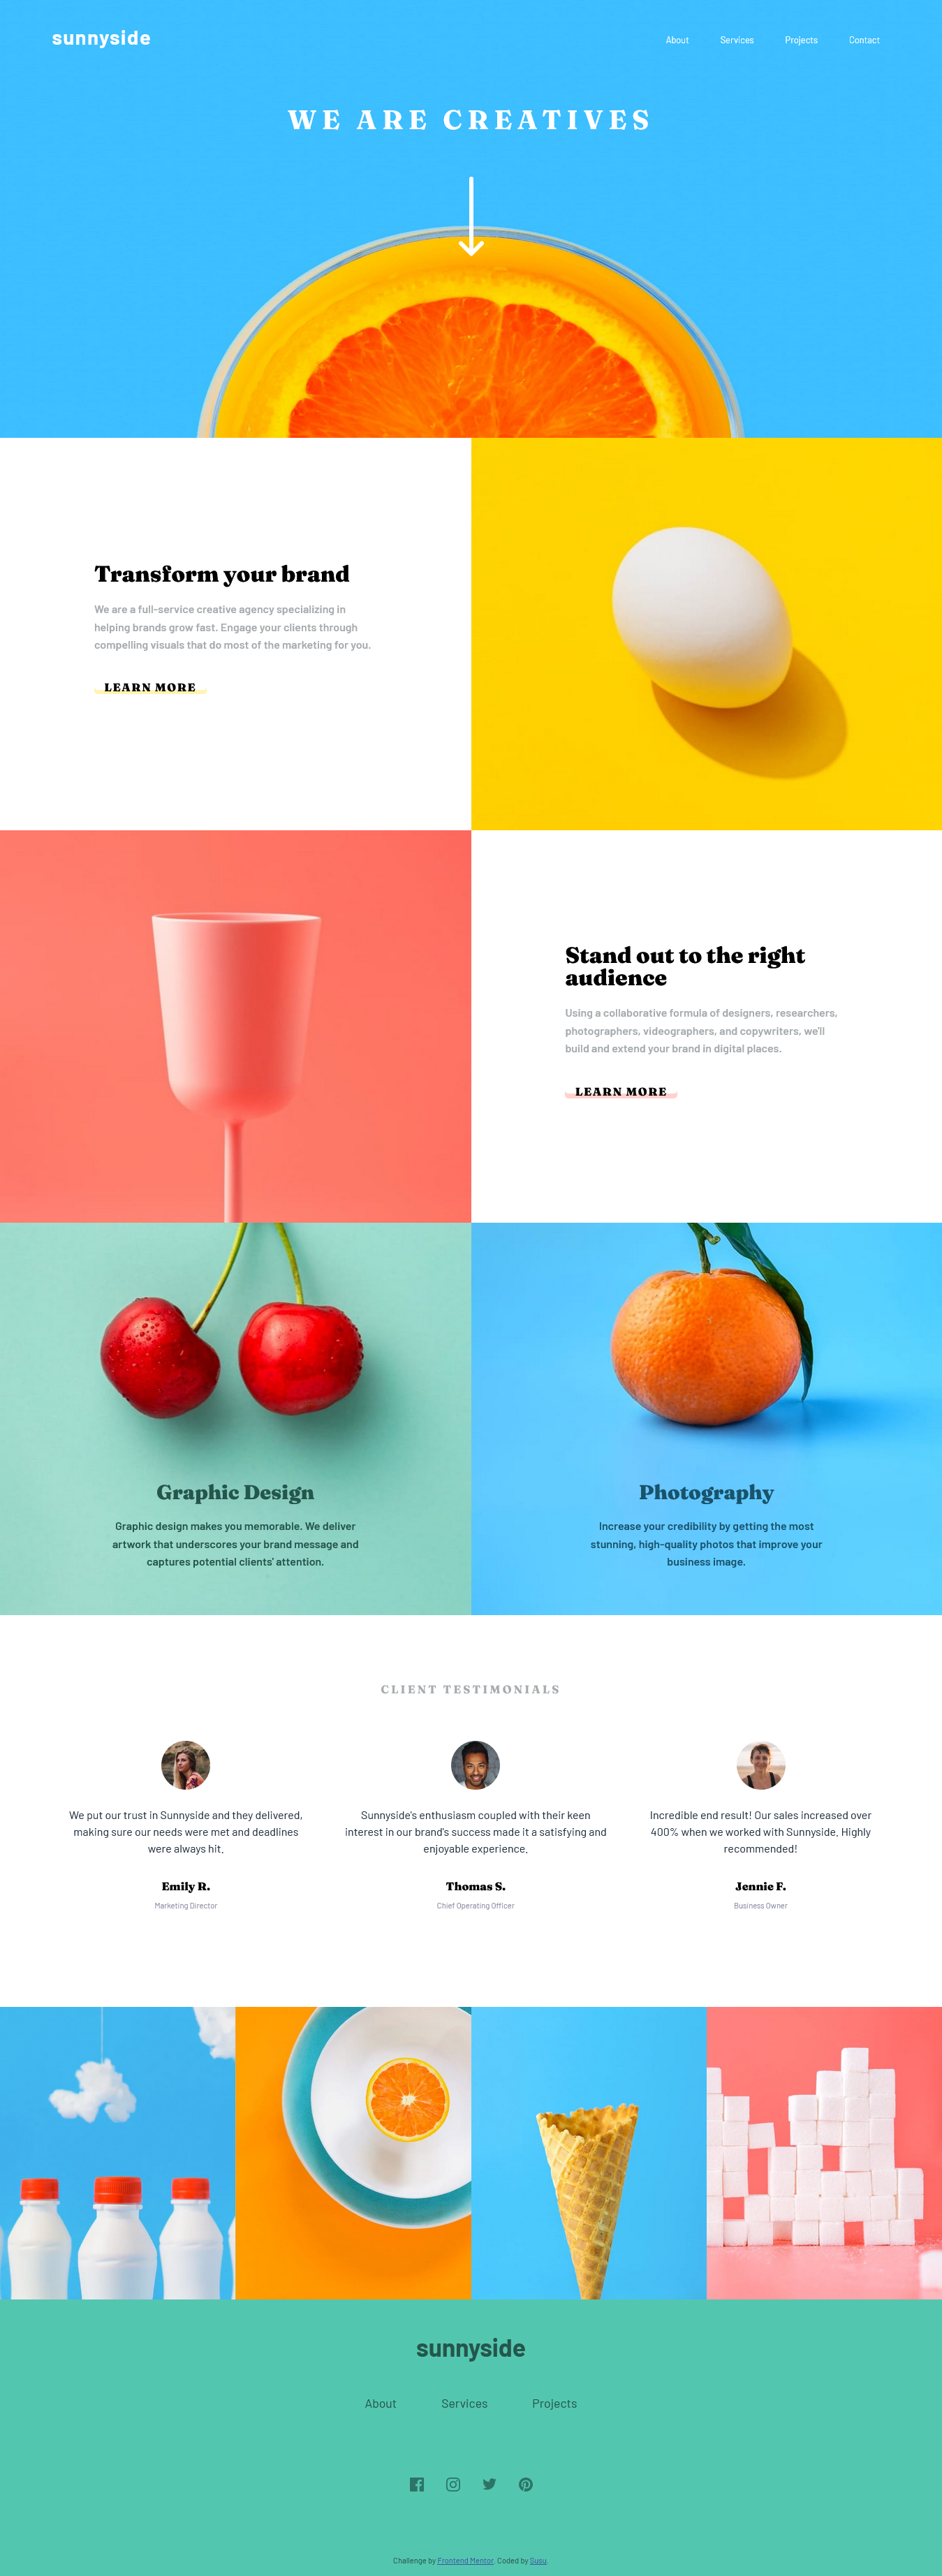 sunnyside
About Services Projects Contact
WE ARE CREATIVES
Transform your brand
We are a full-service creative agency specializing in
helping brands grow fast. Engage your clients through
compelling visuals that do most of the marketing for you.
LEARN MORE
Stand out to the right
audience
Using a collaborative formula of designers, researchers,
photographers, videographers, and copywriters, we'll
build and extend your brand in digital places.
LEARN MORE
Graphic Design
Graphic design makes you memorable. We deliver
artwork that underscores your brand message and
captures potential clients' attention.
Photography
Increase your credibility by getting the most
stunning, high-quality photos that improve your
business image.
CLIENT TESTIMONIALS
We put our trust in Sunnyside and they delivered,
making sure our needs were met and deadlines
were always hit.
Emily R.
Marketing Director
Sunnyside's enthusiasm coupled with their keen
interest in our brand's success made it a satisfying and
enjoyable experience.
Thomas S.
Chief Operating Officer
Incredible end result! Our sales increased over
400% when we worked with Sunnyside. Highly
recommended!
Jennie F.
Business Owner
sunnyside
About Services Projects
Challenge by Frontend Mentor. Coded by Susu.